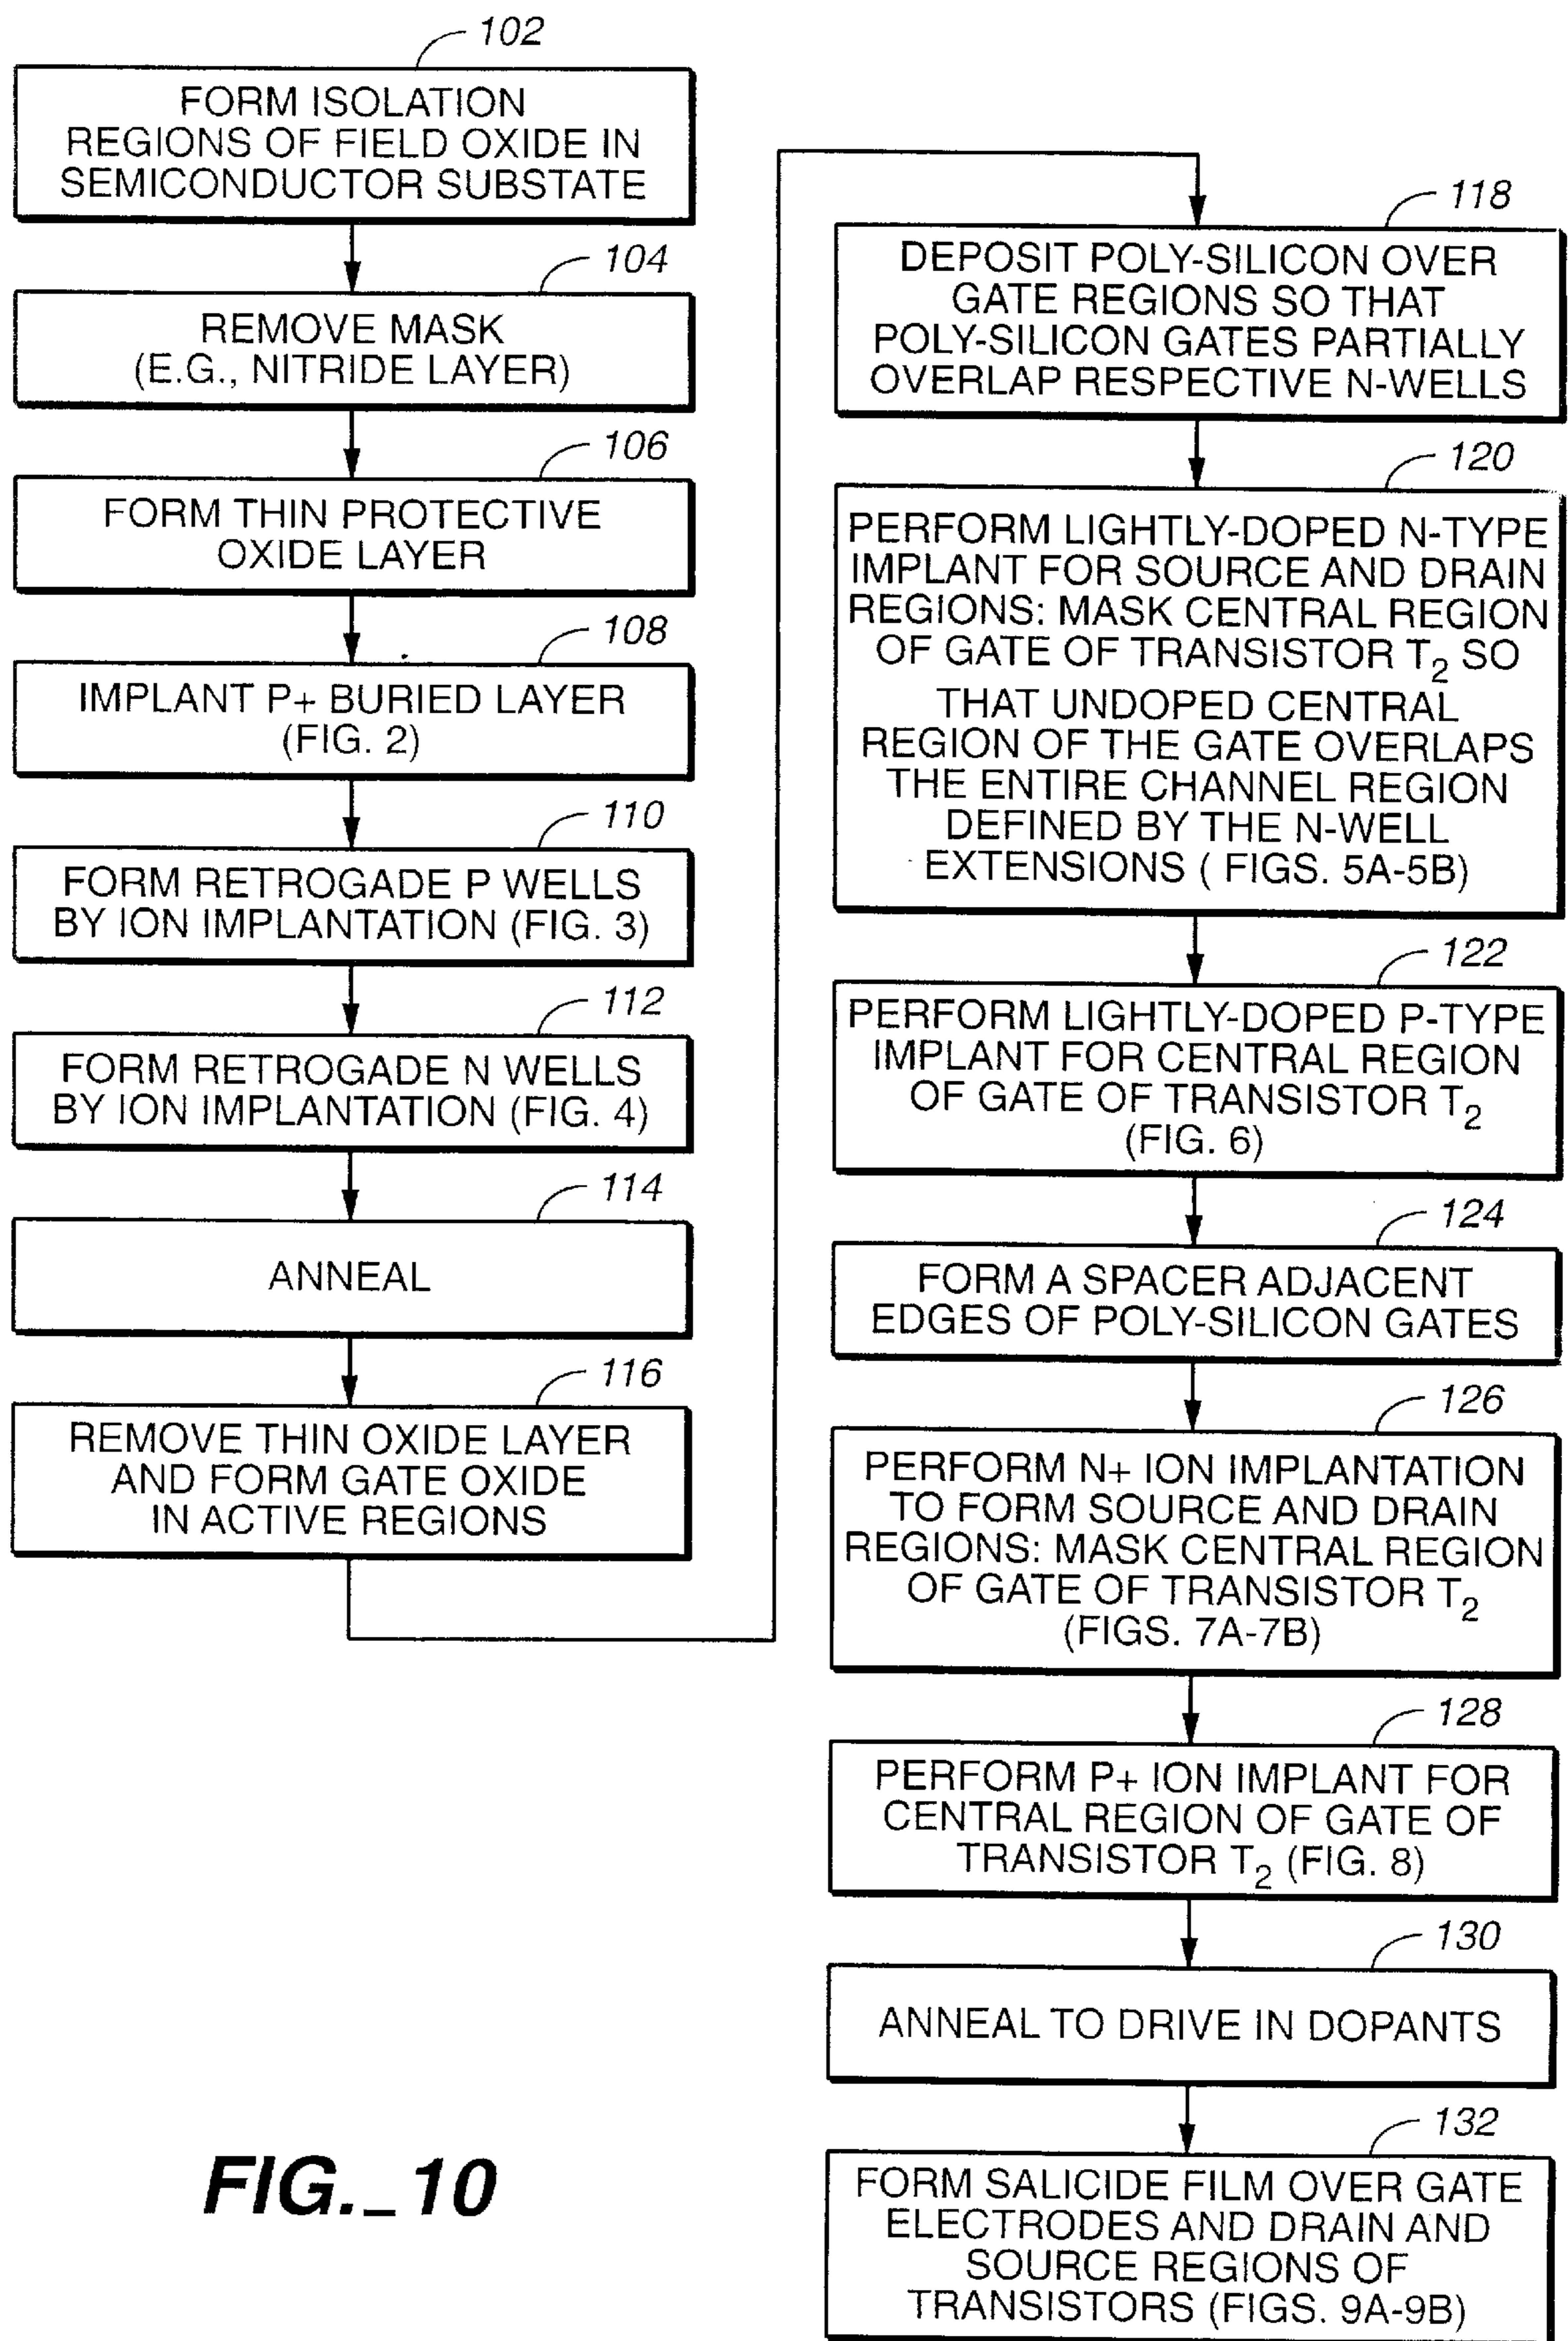 102
FORM ISOLATION
REGIONS OF FIELD OXIDE IN
SEMICONDUCTOR SUBSTATE
104
REMOVE MASK
(E.G., NITRIDE LAYER)
106
FORM THIN PROTECTIVE
OXIDE LAYER
108
IMPLANT P+ BURIED LAYER
(FIG. 2)
110
FORM RETROGADE P WELLS
BY ION IMPLANTATION (FIG. 3)
112
FORM RETROGADE N WELLS
BY ION IMPLANTATION (FIG. 4)
114
ANNEAL
116
REMOVE THIN OXIDE LAYER
AND FORM GATE OXIDE
IN ACTIVE REGIONS
118
DEPOSIT POLY-SILICON OVER
GATE REGIONS SO THAT
POLY-SILICON GATES PARTIALLY
OVERLAP RESPECTIVE N-WELLS
120
PERFORM LIGHTLY-DOPED N-TYPE
IMPLANT FOR SOURCE AND DRAIN
REGIONS: MASK CENTRAL REGION
OF GATE OF TRANSISTOR T2 SO
THAT UNDOPED CENTRAL
REGION OF THE GATE OVERLAPS
THE ENTIRE CHANNEL REGION
DEFINED BY THE N-WELL
EXTENSIONS ( FIGS. 5A-5B)
122
PERFORM LIGHTLY-DOPED P-TYPE
IMPLANT FOR CENTRAL REGION
OF GATE OF TRANSISTOR T2
(FIG. 6)
124
FORM A SPACER ADJACENT
EDGES OF POLY-SILICON GATES
126
PERFORM N+ ION IMPLANTATION
TO FORM SOURCE AND DRAIN
REGIONS: MASK CENTRAL REGION
OF GATE OF TRANSISTOR T2
(FIGS. 7A-7B)
128
PERFORM P+ ION IMPLANT FOR
CENTRAL REGION OF GATE OF
TRANSISTOR T2 (FIG. 8)
130
ANNEAL TO DRIVE IN DOPANTS
132
FORM SALICIDE FILM OVER GATE
ELECTRODES AND DRAIN AND
SOURCE REGIONS OF
TRANSISTORS (FIGS. 9A-9B)
FIG._10